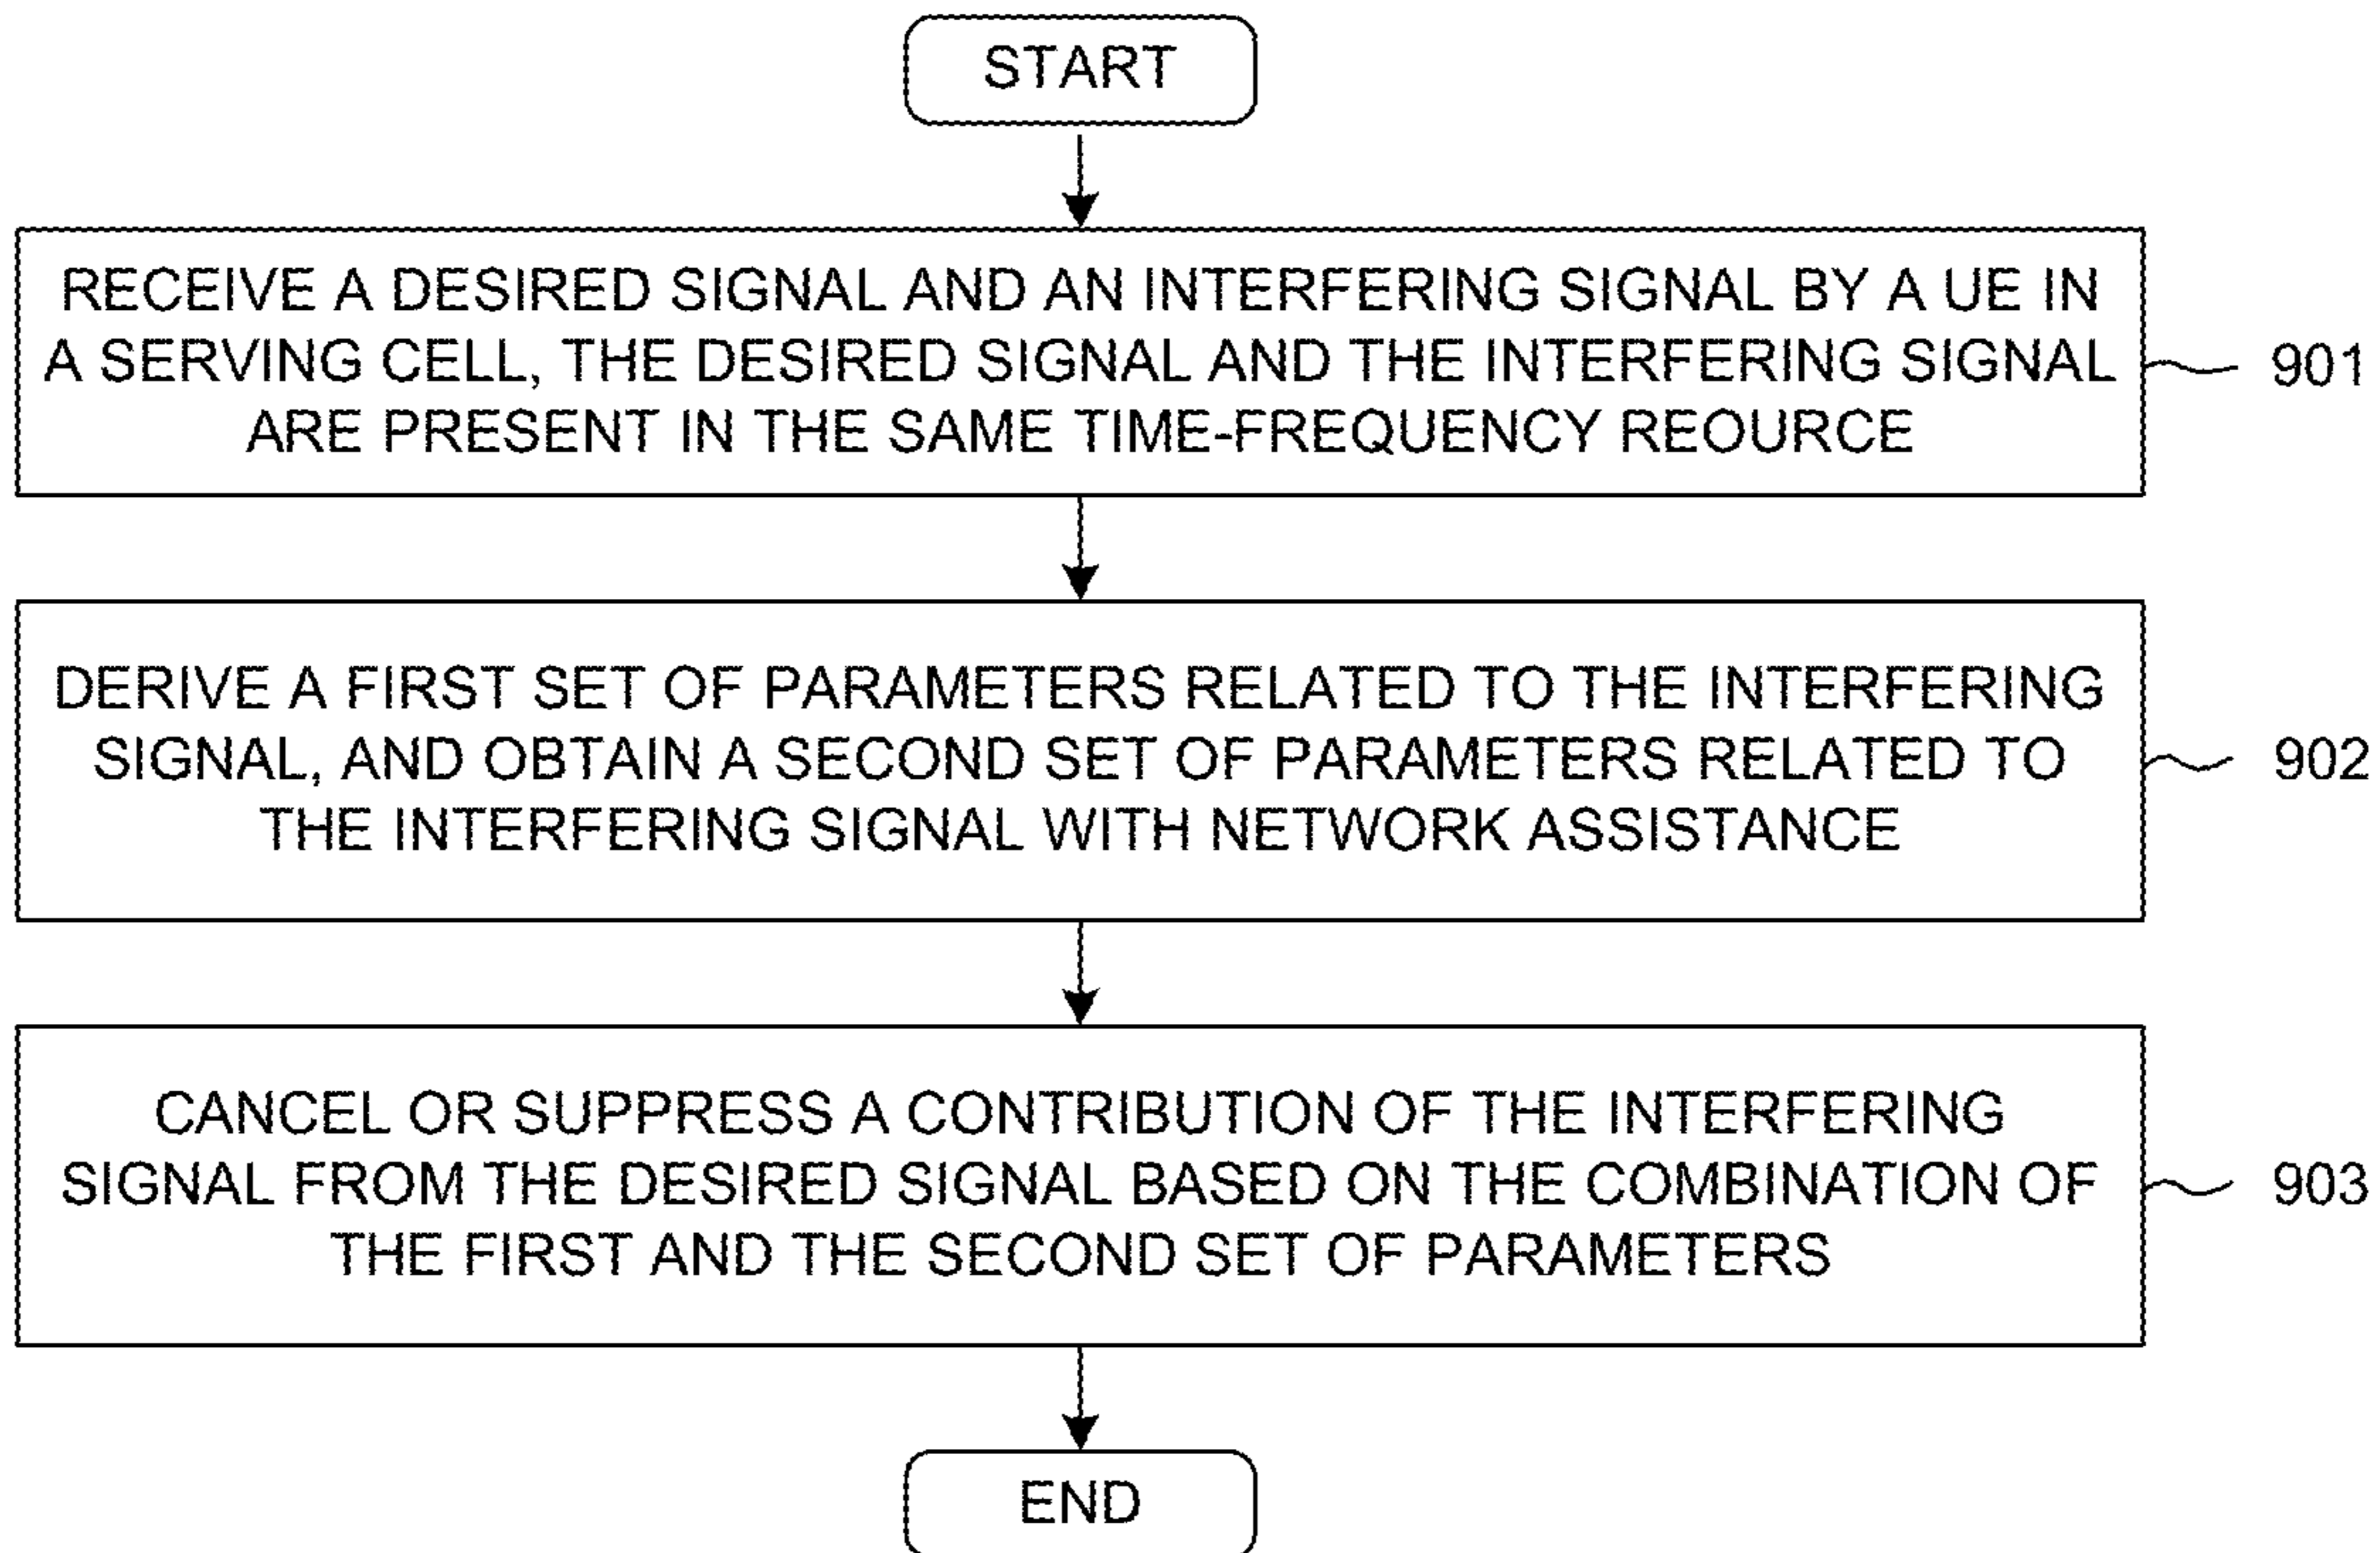 START
RECEIVE A DESIRED SIGNAL AND AN INTERFERING SIGNAL BY A UE IN
A SERVING CELL, THE DESIRED SIGNAL AND THE INTERFERING SIGNAL
ARE PRESENT IN THE SAME TIME-FREQUENCY REOURCE
901
DERIVE A FIRST SET OF PARAMETERS RELATED TO THE INTERFERING
SIGNAL, AND OBTAIN A SECOND SET OF PARAMETERS RELATED TO
THE INTERFERING SIGNAL WITH NETWORK ASSISTANCE
902
CANCEL OR SUPPRESS A CONTRIBUTION OF THE INTERFERING
SIGNAL FROM THE DESIRED SIGNAL BASED ON THE COMBINATION OF
THE FIRST AND THE SECOND SET OF PARAMETERS
903
END